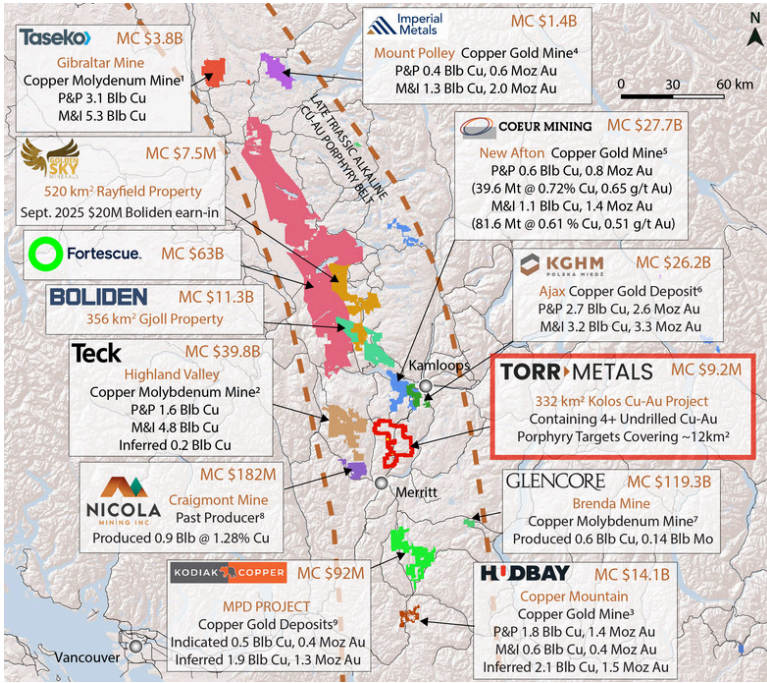 Taseko MC $3.8B
Gibraltar Mine
Copper Molydenum Mine¹
P&P 3.1 Blb Cu
M&I 5.3 Blb Cu
Imperial Metals MC $1.4B
Mount Polley Copper Gold Mine⁴
P&P 0.4 Blb Cu, 0.6 Moz Au
M&I 1.3 Blb Cu, 2.0 Moz Au
N
0 30 60 km
LATE TRIASSIC ALKALINE
CU-AU PORPHYRY BELT
GOLDEN SKY MINERALS MC $7.5M
520 km² Rayfield Property
Sept. 2025 $20M Boliden earn-in
COEUR MINING MC $27.7B
New Afton Copper Gold Mine⁵
P&P 0.6 Blb Cu, 0.8 Moz Au
(39.6 Mt @ 0.72% Cu, 0.65 g/t Au)
M&I 1.1 Blb Cu, 1.4 Moz Au
(81.6 Mt @ 0.61 % Cu, 0.51 g/t Au)
Fortescue. MC $63B
KGHM POLSKA MIEDŹ MC $26.2B
Ajax Copper Gold Deposit⁶
P&P 2.7 Blb Cu, 2.6 Moz Au
M&I 3.2 Blb Cu, 3.3 Moz Au
BOLIDEN MC $11.3B
356 km² Gjoll Property
Teck MC $39.8B
Highland Valley
Copper Molybdenum Mine²
P&P 1.6 Blb Cu
M&I 4.8 Blb Cu
Inferred 0.2 Blb Cu
Kamloops
TORR METALS MC $9.2M
332 km² Kolos Cu-Au Project
Containing 4+ Undrilled Cu-Au
Porphyry Targets Covering ~12km²
NICOLA MINING INC MC $182M
Craigmont Mine
Past Producer⁸
Produced 0.9 Blb @ 1.28% Cu
Merritt
GLENCORE MC $119.3B
Brenda Mine
Copper Molybdenum Mine⁷
Produced 0.6 Blb Cu, 0.14 Blb Mo
KODIAK COPPER MC $92M
MPD PROJECT
Copper Gold Deposits⁹
Indicated 0.5 Blb Cu, 0.4 Moz Au
Inferred 1.9 Blb Cu, 1.3 Moz Au
HUDBAY MC $14.1B
Copper Mountain
Copper Gold Mine³
P&P 1.8 Blb Cu, 1.4 Moz Au
M&I 0.6 Blb Cu, 0.4 Moz Au
Inferred 2.1 Blb Cu, 1.5 Moz Au
Vancouver